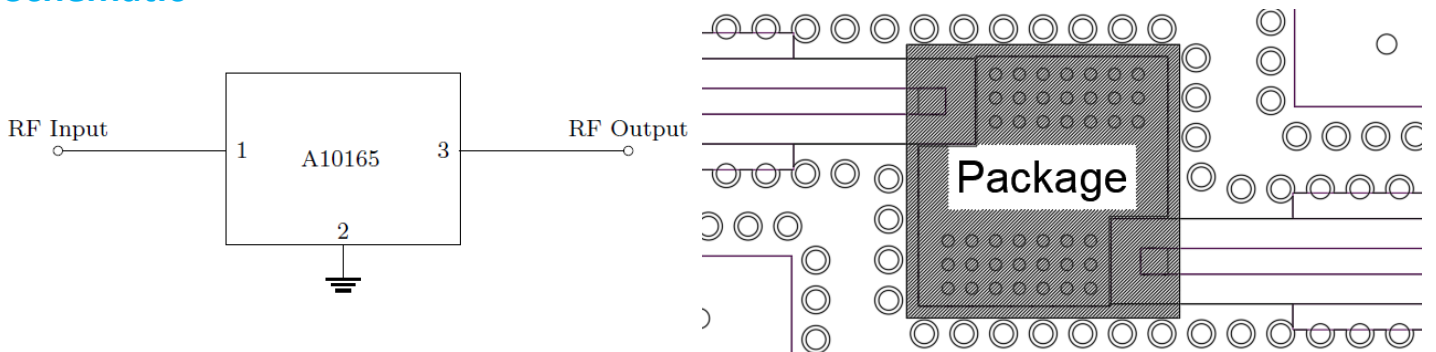 RF Input
1
A10165
3
RF Output
2
Package